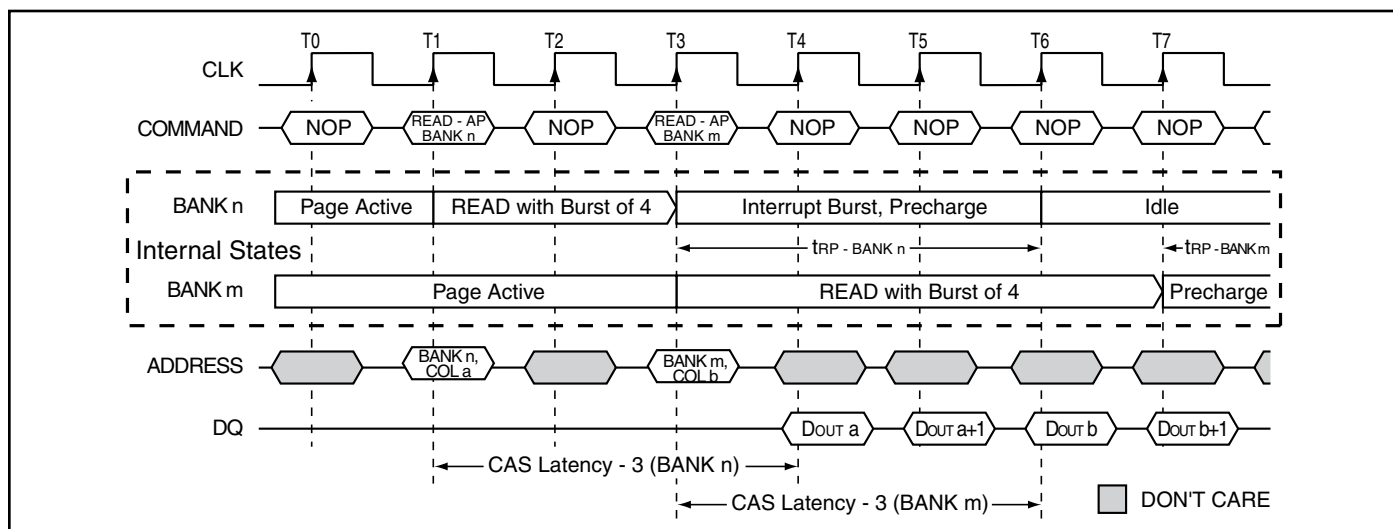 T0 T1 T2 T3 T4 T5 T6 T7
CLK
COMMAND NOP READ - AP BANK n NOP READ - AP BANK m NOP NOP NOP NOP
BANK n Page Active READ with Burst of 4 Interrupt Burst, Precharge Idle
Internal States tRP - BANK n tRP - BANK m
BANK m Page Active READ with Burst of 4 Precharge
ADDRESS BANK n, COL a BANK m, COL b
DQ DOUT a DOUT a+1 DOUT b DOUT b+1
CAS Latency - 3 (BANK n)
CAS Latency - 3 (BANK m)
DON'T CARE